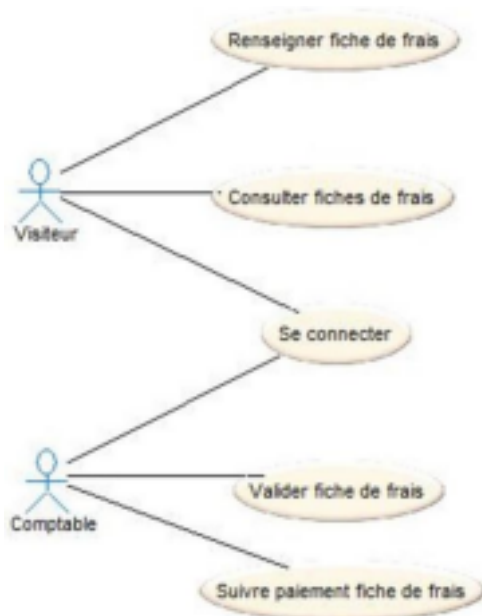 Renseigner fiche de frais
Consulter fiches de frais
Visiteur
Se connecter
Valider fiche de frais
Comptable
Suivre paiement fiche de frais